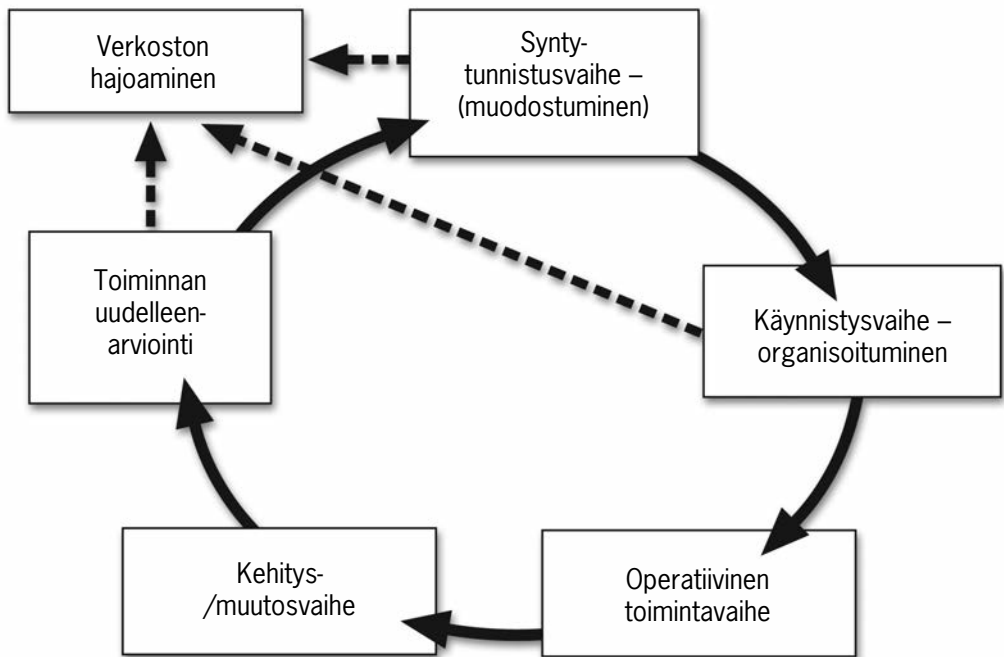 Verkoston
hajoaminen
Synty-
tunnistusvaihe –
(muodostuminen)
Toiminnan
uudelleen-
arviointi
Käynnistysvaihe –
organisoituminen
Kehitys-
/muutosvaihe
Operatiivinen
toimintavaihe